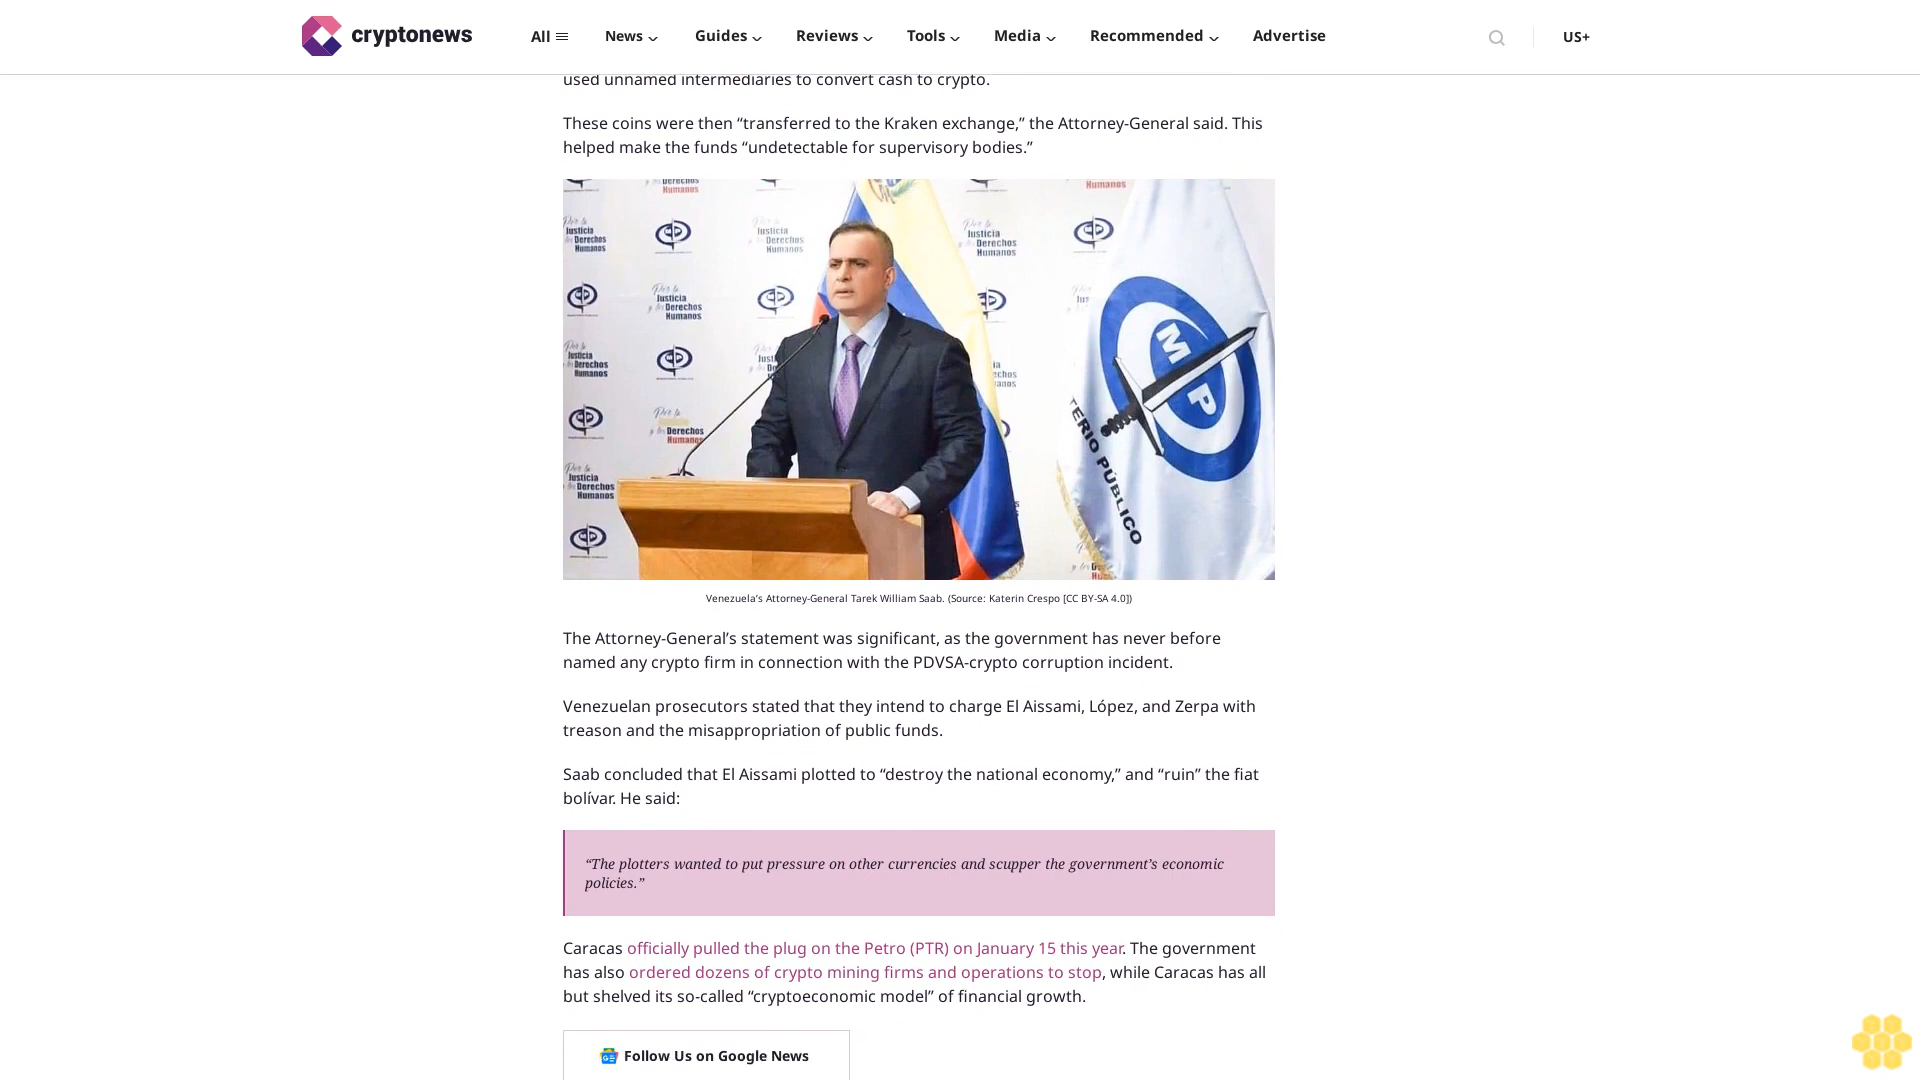 cryptonews All News Guides Reviews Tools Media Recommended Advertise US+
used unnamed intermediaries to convert cash to crypto.
These coins were then “transferred to the Kraken exchange,” the Attorney-General said. This
helped make the funds “undetectable for supervisory bodies.”
Por la
Justicia
y los Derechos
Humanos
MP
MINISTERIO PÚBLICO
Venezuela’s Attorney-General Tarek William Saab. (Source: Katerin Crespo [CC BY-SA 4.0])
The Attorney-General’s statement was significant, as the government has never before
named any crypto firm in connection with the PDVSA-crypto corruption incident.
Venezuelan prosecutors stated that they intend to charge El Aissami, López, and Zerpa with
treason and the misappropriation of public funds.
Saab concluded that El Aissami plotted to “destroy the national economy,” and “ruin” the fiat
bolívar. He said:
“The plotters wanted to put pressure on other currencies and scupper the government’s economic
policies.”
Caracas officially pulled the plug on the Petro (PTR) on January 15 this year. The government
has also ordered dozens of crypto mining firms and operations to stop, while Caracas has all
but shelved its so-called “cryptoeconomic model” of financial growth.
Follow Us on Google News